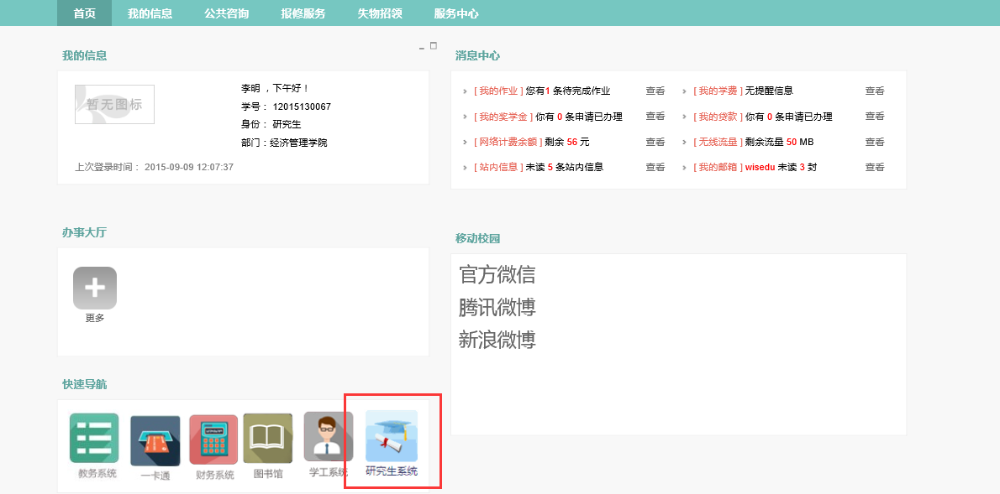 首页 我的信息 公共咨询 报修服务 失物招领 服务中心
我的信息
暂无图标
李明 ，下午好！
学号： 12015130067
身份： 研究生
部门：经济管理学院
上次登录时间： 2015-09-09 12:07:37
消息中心
[ 我的作业 ] 您有1 条待完成作业 查看
[ 我的学费 ] 无提醒信息 查看
[ 我的奖学金 ] 你有 0 条申请已办理 查看
[ 我的贷款 ] 你有 0 条申请已办理 查看
[ 网络计费余额 ] 剩余 56 元 查看
[ 无线流量 ] 剩余流量 50 MB 查看
[ 站内信息 ] 未读 5 条站内信息 查看
[ 我的邮箱 ] wisedu 未读 3 封 查看
办事大厅
更多
移动校园
官方微信
腾讯微博
新浪微博
快速导航
教务系统 一卡通 财务系统 图书馆 学工系统 研究生系统